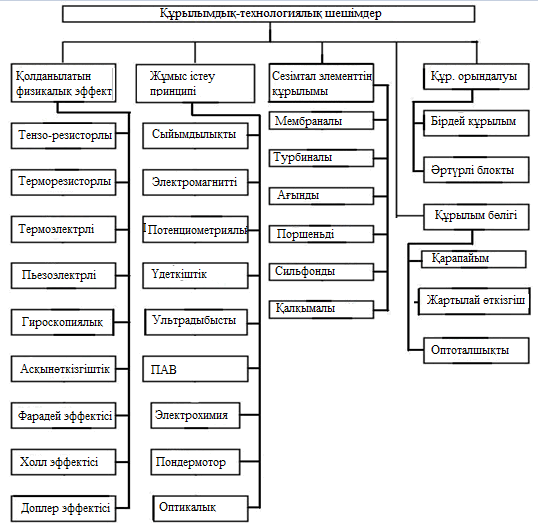 Құрылымдық-технологиялық шешімдер
Қолданылатын
физикалық эффект
Тензо-резисторлы
Терморезисторлы
Термоэлектрлі
Пьезоэлектрлі
Гироскопиялық
Асқынөткізгіштік
Фарадей эффектісі
Холл эффектісі
Доплер эффектісі
Жұмыс істеу
принципі
Сыйымдылықты
Электромагнитті
Потенциометриялы
Үдеткіштік
Ультрадыбысты
ПАВ
Электрохимия
Пондермотор
Оптикалық
Сезімтал элементтің
құрылымы
Мембраналы
Турбиналы
Ағынды
Поршеньді
Сильфонды
Қалқымалы
Құр. орындалуы
Бірдей құрылым
Әртүрлі блокты
Құрылым бөлігі
Қарапайым
Жартылай өткізгіш
Оптоталшықты